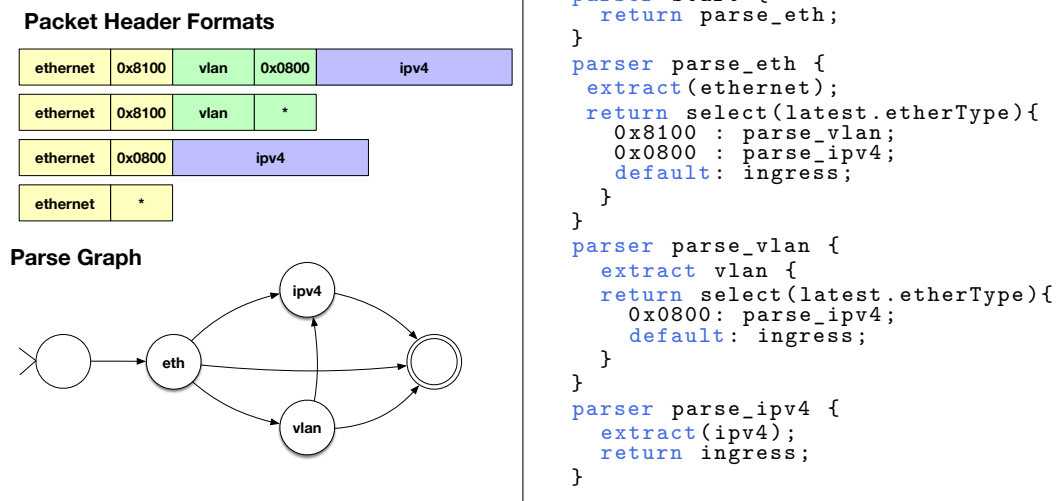 Packet Header Formats
ethernet 0x8100 vlan 0x0800 ipv4
ethernet 0x8100 vlan *
ethernet 0x0800 ipv4
ethernet *
Parse Graph
ipv4
eth
vlan
return parse_eth;
}
parser parse_eth {
extract(ethernet);
return select(latest.etherType){
0x8100 : parse_vlan;
0x0800 : parse_ipv4;
default: ingress;
}
}
parser parse_vlan {
extract vlan {
return select(latest.etherType){
0x0800: parse_ipv4;
default: ingress;
}
}
parser parse_ipv4 {
extract(ipv4);
return ingress;
}